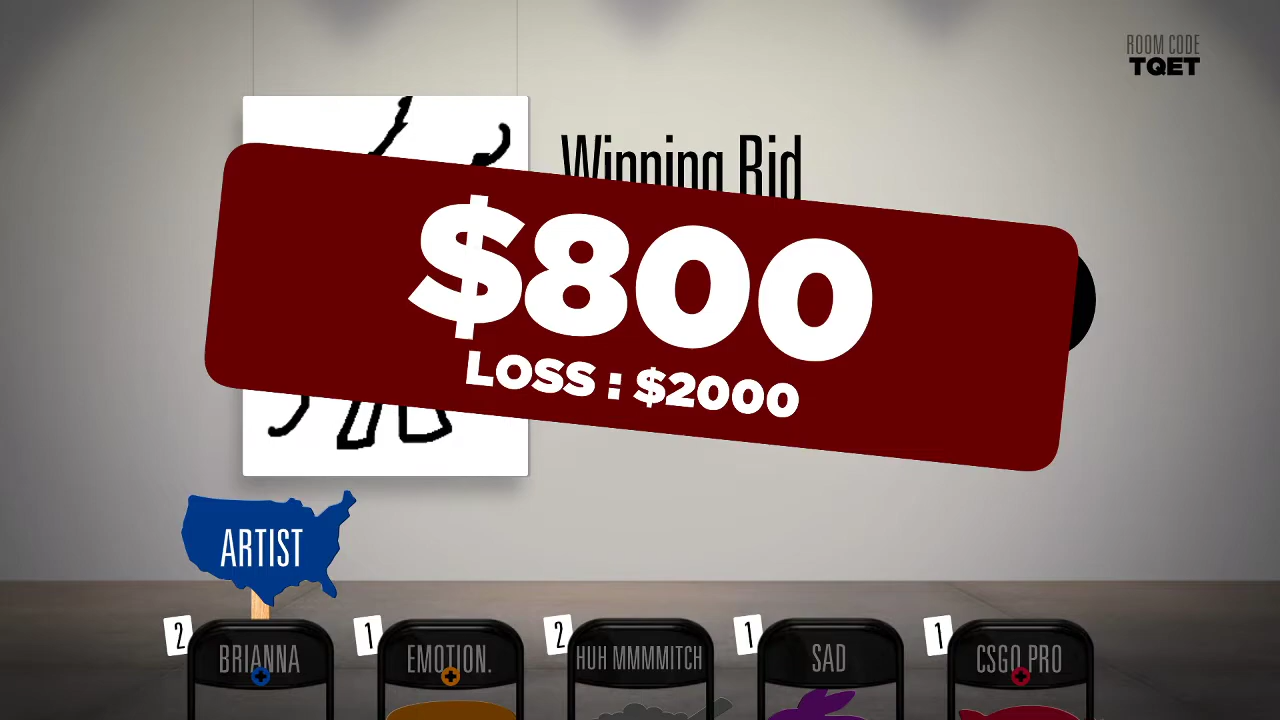 ROOM CODE
TQET
Winning Bid
$800
LOSS : $2000
ARTIST
2
1
2
1
1
BRIANNA
EMOTION.
HUH MMMMITCH
SAD
CSGO PRO